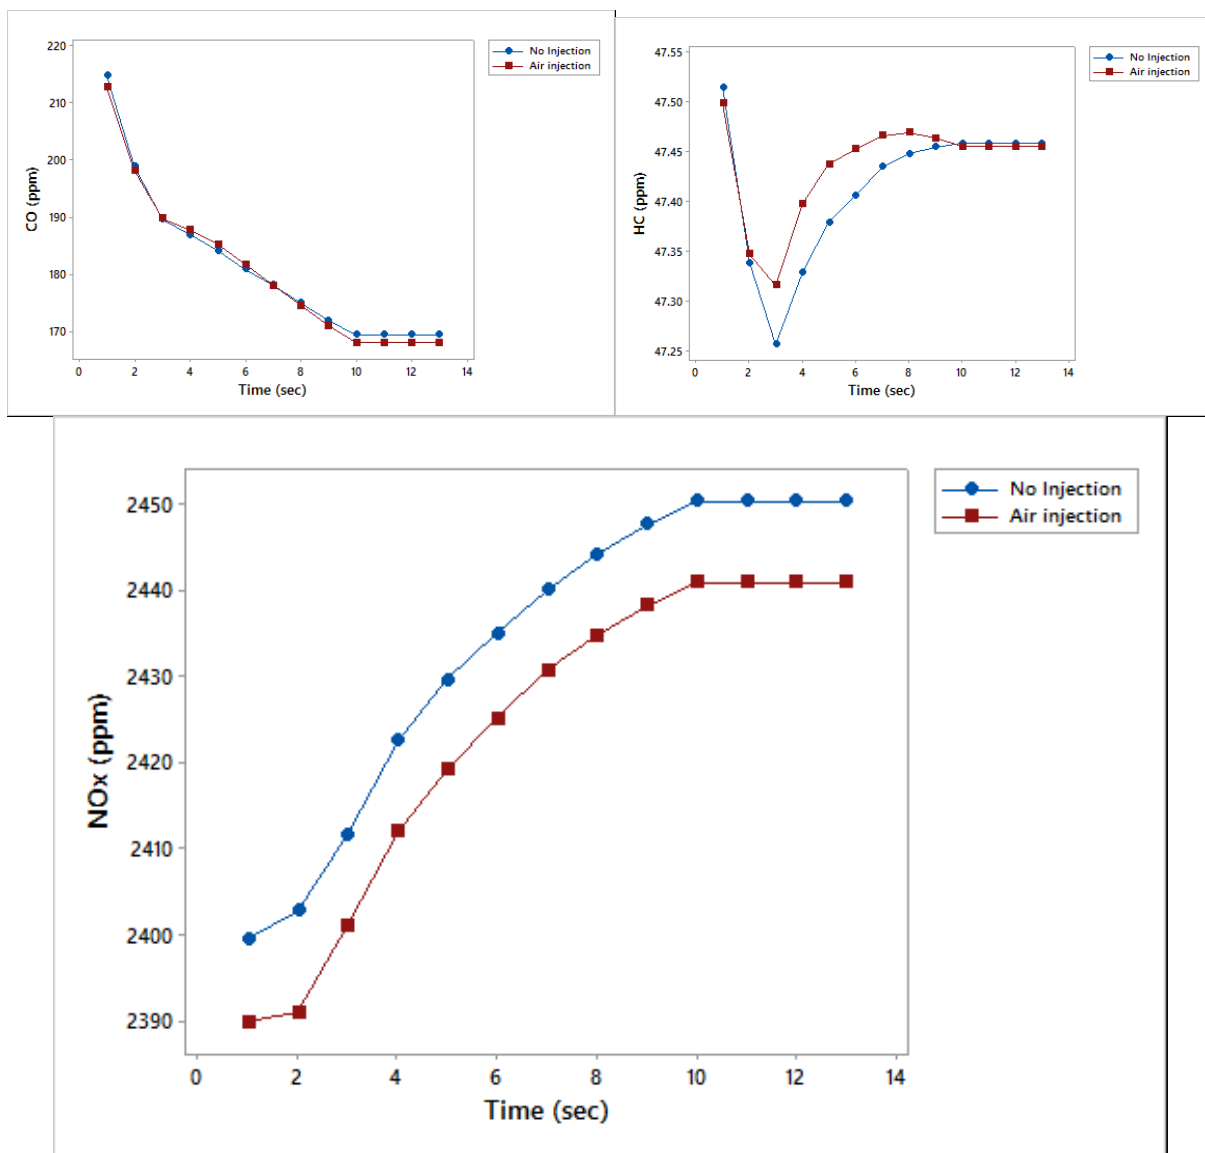 220
210
200
190
180
170
CO (ppm)
0 2 4 6 8 10 12 14
Time (sec)
No Injection
Air injection
47.55
47.50
47.45
47.40
47.35
47.30
47.25
HC (ppm)
0 2 4 6 8 10 12 14
Time (sec)
No Injection
Air injection
2450
2440
2430
2420
2410
2400
2390
NOx (ppm)
0 2 4 6 8 10 12 14
Time (sec)
No Injection
Air injection